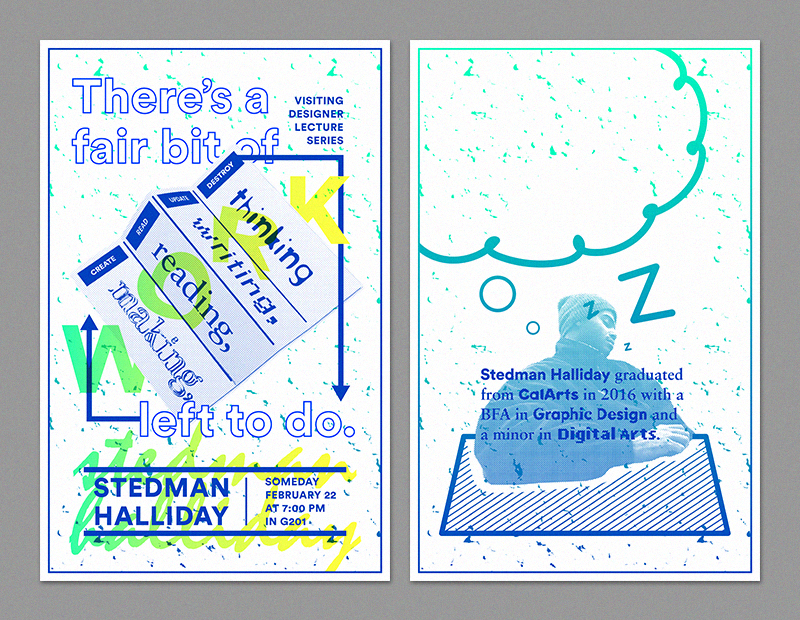 There's a
fair bit of
VISITING
DESIGNER
LECTURE
SERIES
WORK
CREATE
READ
UPDATE
DESTROY
making,
reading,
writing,
thinking
left to do.
stedman
halliday
STEDMAN
HALLIDAY
SOMEDAY
FEBRUARY 22
AT 7:00 PM
IN G201
Z
Z
Z
Stedman Halliday graduated
from CalArts in 2016 with a
BFA in Graphic Design and
a minor in Digital Arts.